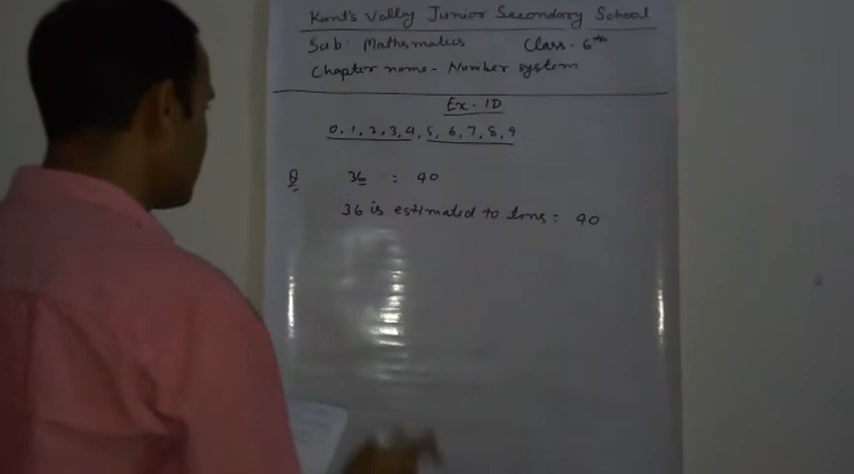 Kant's Valley Junior Secondary School
Sub: Mathematics Class - 6th
Chapter name - Number system
Ex. 1D
0, 1, 2, 3, 4, 5, 6, 7, 8, 9
Q 36 : 40
36 is estimated to tens = 40